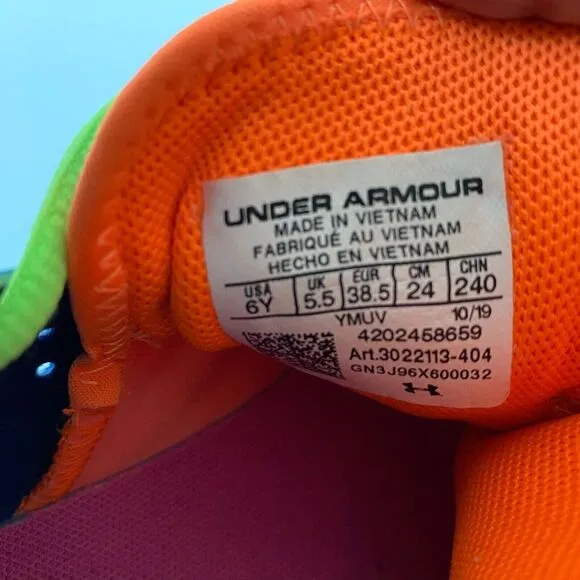 UNDER ARMOUR
MADE IN VIETNAM
FABRIQUÉ AU VIETNAM
HECHO EN VIETNAM
USA UK EUR CM CHN
6Y 5.5 38.5 24 240
YMUV 10/19
4202458659
Art.3022113-404
GN3J96X600032